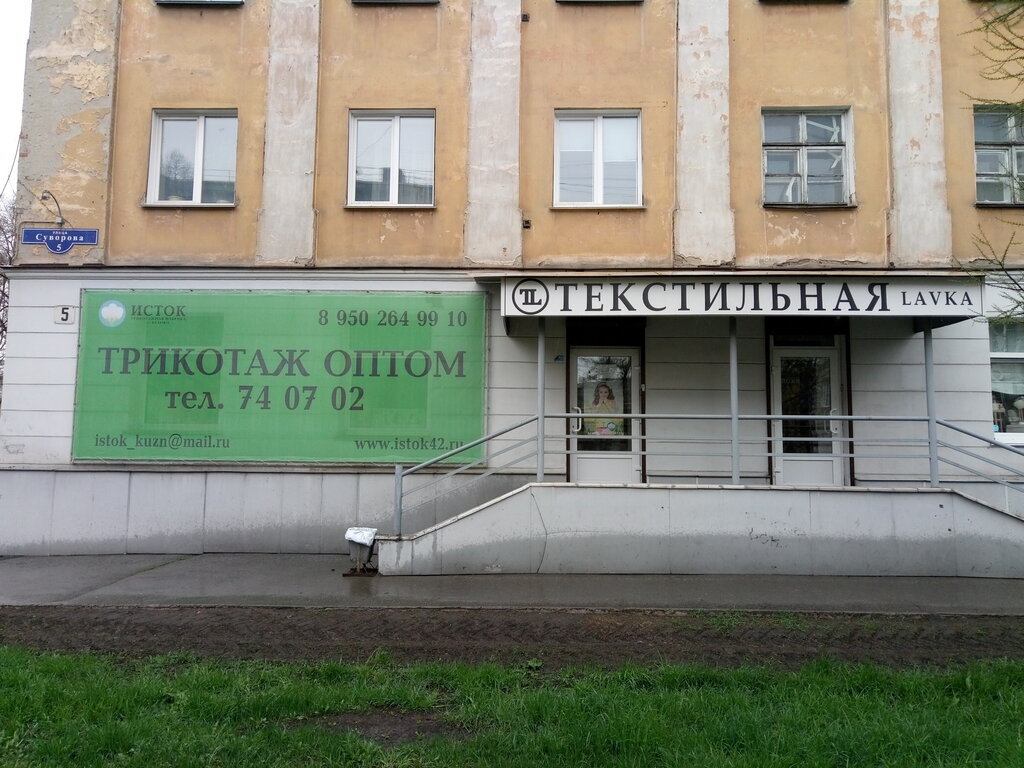 улица
Суворова
5
5
ИСТОК
8 950 264 99 10
ТРИКОТАЖ ОПТОМ
тел. 74 07 02
istok_kuzn@mail.ru
www.istok42.ru
TL ТЕКСТИЛЬНАЯ LAVKA